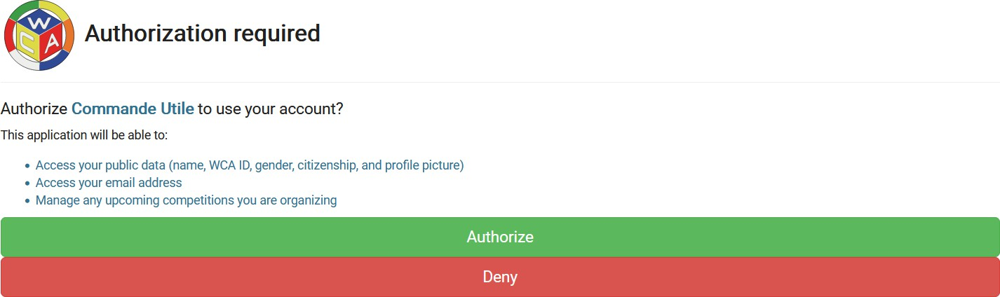 W
C A
Authorization required
Authorize Commande Utile to use your account?
This application will be able to:
Access your public data (name, WCA ID, gender, citizenship, and profile picture)
Access your email address
Manage any upcoming competitions you are organizing
Authorize
Deny